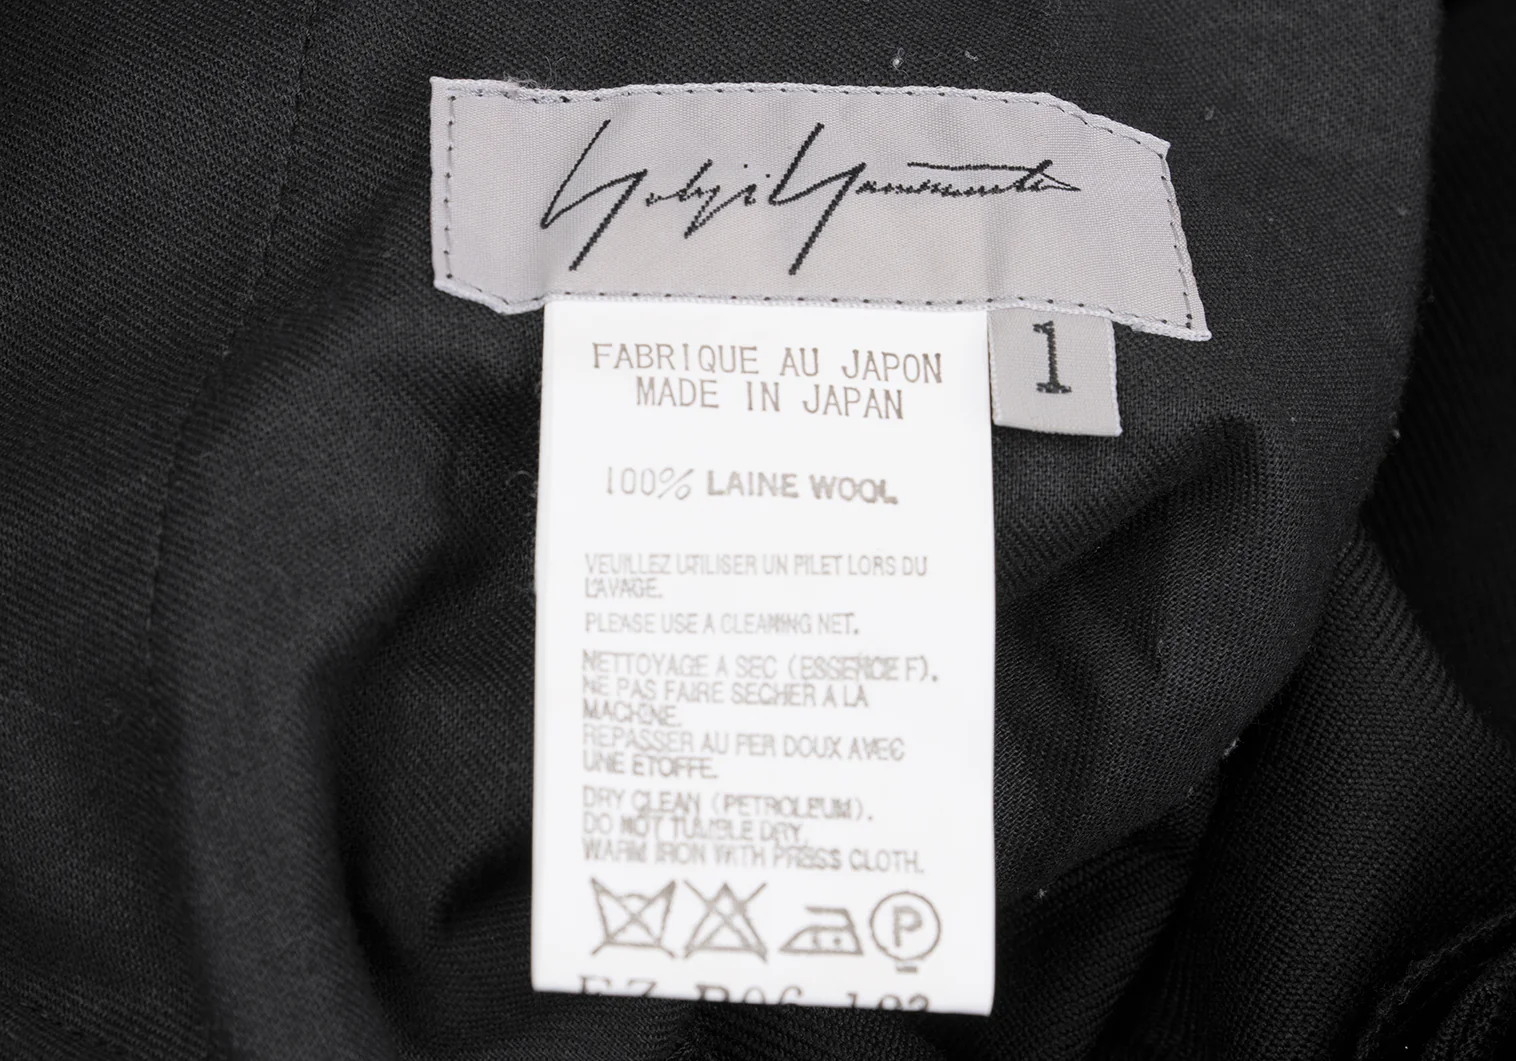 Yohji Yamamoto
1
FABRIQUE AU JAPON
MADE IN JAPAN
100% LAINE WOOL
VEUILLEZ UTILISER UN FILET LORS DU
LAVAGE.
PLEASE USE A CLEANING NET.
NETTOYAGE A SEC (ESSENCE F).
NE PAS FAIRE SECHER A LA
MACHINE.
REPASSER AU FER DOUX AVEC
UNE ETOFFE.
DRY CLEAN (PETROLEUM).
DO NOT TUMBLE DRY.
WARM IRON WITH PRESS CLOTH.
P